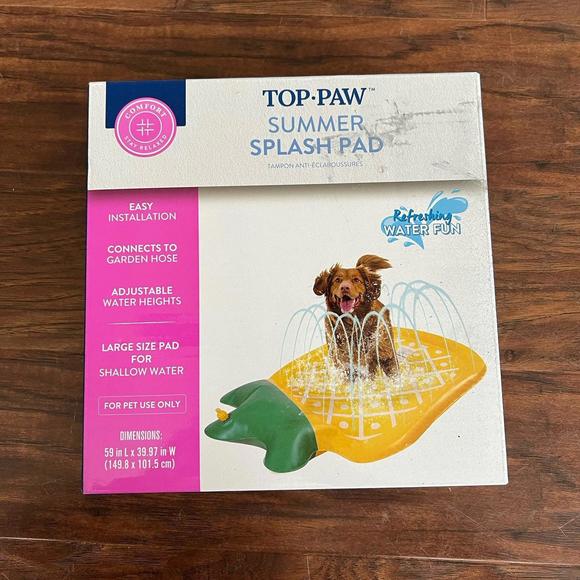 COMFORT
STAY RELAXED
TOP·PAW™
SUMMER
SPLASH PAD
TAMPON ANTI-ÉCLABOUSSURES
EASY
INSTALLATION
CONNECTS TO
GARDEN HOSE
ADJUSTABLE
WATER HEIGHTS
LARGE SIZE PAD
FOR
SHALLOW WATER
FOR PET USE ONLY
DIMENSIONS:
59 in L x 39.97 in W
(149.8 x 101.5 cm)
Refreshing
WATER FUN